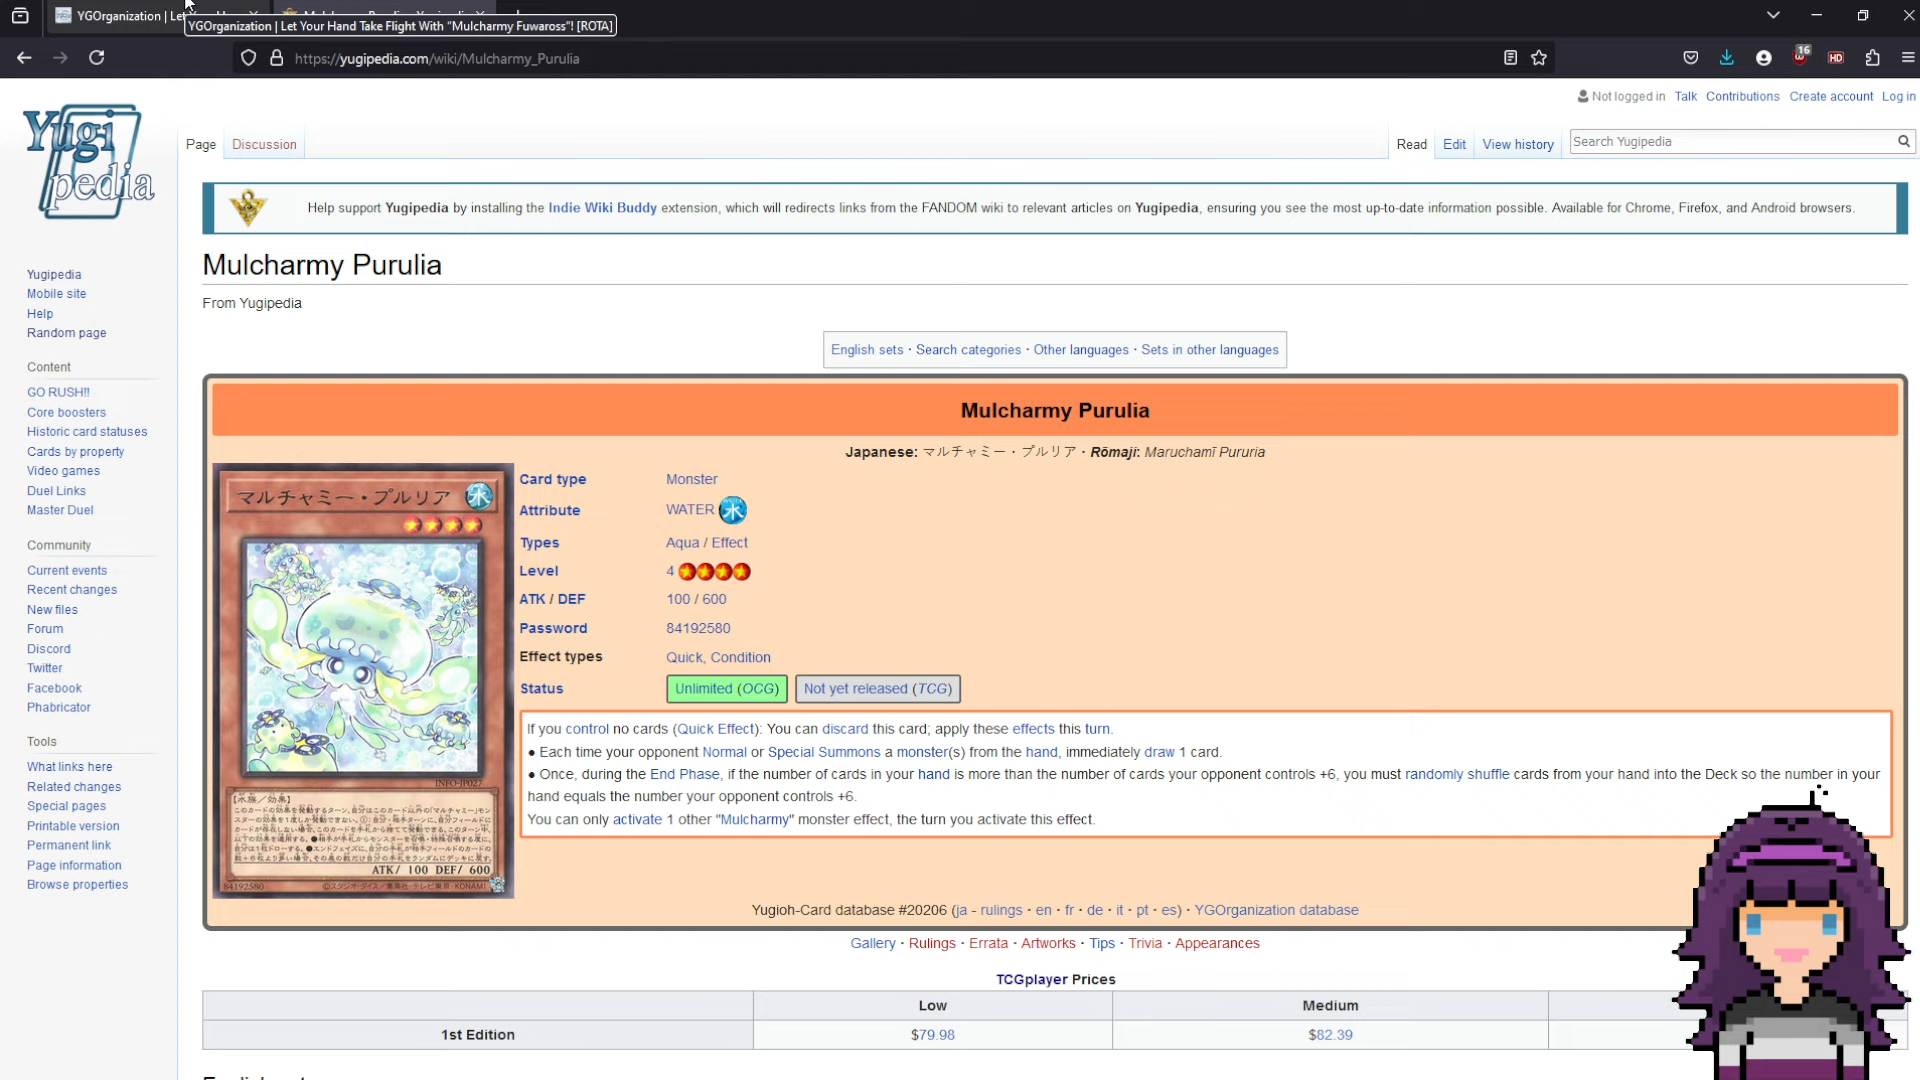 YGOrganization | Let
YGOrganization | Let Your Hand Take Flight With "Mulcharmy Fuwaross"! [ROTA]
https://yugipedia.com/wiki/Mulcharmy_Purulia
16
HD
Yugi
pedia
Not logged in Talk Contributions Create account Log in
Page Discussion Read Edit View history Search Yugipedia
Help support Yugipedia by installing the Indie Wiki Buddy extension, which will redirects links from the FANDOM wiki to relevant articles on Yugipedia, ensuring you see the most up-to-date information possible. Available for Chrome, Firefox, and Android browsers.
Mulcharmy Purulia
From Yugipedia
Yugipedia
Mobile site
Help
Random page
Content
GO RUSH!!
Core boosters
Historic card statuses
Cards by property
Video games
Duel Links
Master Duel
Community
Current events
Recent changes
New files
Forum
Discord
Twitter
Facebook
Phabricator
Tools
What links here
Related changes
Special pages
Printable version
Permanent link
Page information
Browse properties
English sets · Search categories · Other languages · Sets in other languages
Mulcharmy Purulia
Japanese: マルチャミー・プルリア · Rōmaji: Maruchamī Pururia
マルチャミー・プルリア 水
INFO-JP027
【水族／効果】
ATK/ 100 DEF/ 600
84192580
Card type Monster
Attribute WATER 水
Types Aqua / Effect
Level 4
ATK / DEF 100 / 600
Password 84192580
Effect types Quick, Condition
Status Unlimited (OCG) Not yet released (TCG)
If you control no cards (Quick Effect): You can discard this card; apply these effects this turn.
● Each time your opponent Normal or Special Summons a monster(s) from the hand, immediately draw 1 card.
● Once, during the End Phase, if the number of cards in your hand is more than the number of cards your opponent controls +6, you must randomly shuffle cards from your hand into the Deck so the number in your
hand equals the number your opponent controls +6.
You can only activate 1 other "Mulcharmy" monster effect, the turn you activate this effect.
Yugioh-Card database #20206 (ja - rulings · en · fr · de · it · pt · es) · YGOrganization database
Gallery · Rulings · Errata · Artworks · Tips · Trivia · Appearances
TCGplayer Prices
Low Medium
1st Edition $79.98 $82.39